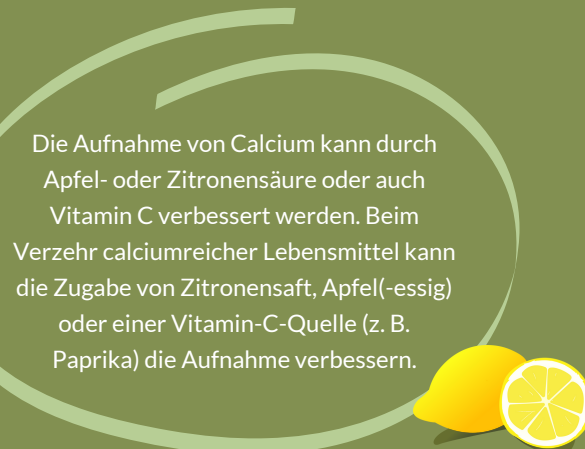 Die Aufnahme von Calcium kann durch
Apfel- oder Zitronensäure oder auch
Vitamin C verbessert werden. Beim
Verzehr calciumreicher Lebensmittel kann
die Zugabe von Zitronensaft, Apfel(-essig)
oder einer Vitamin-C-Quelle (z. B.
Paprika) die Aufnahme verbessern.